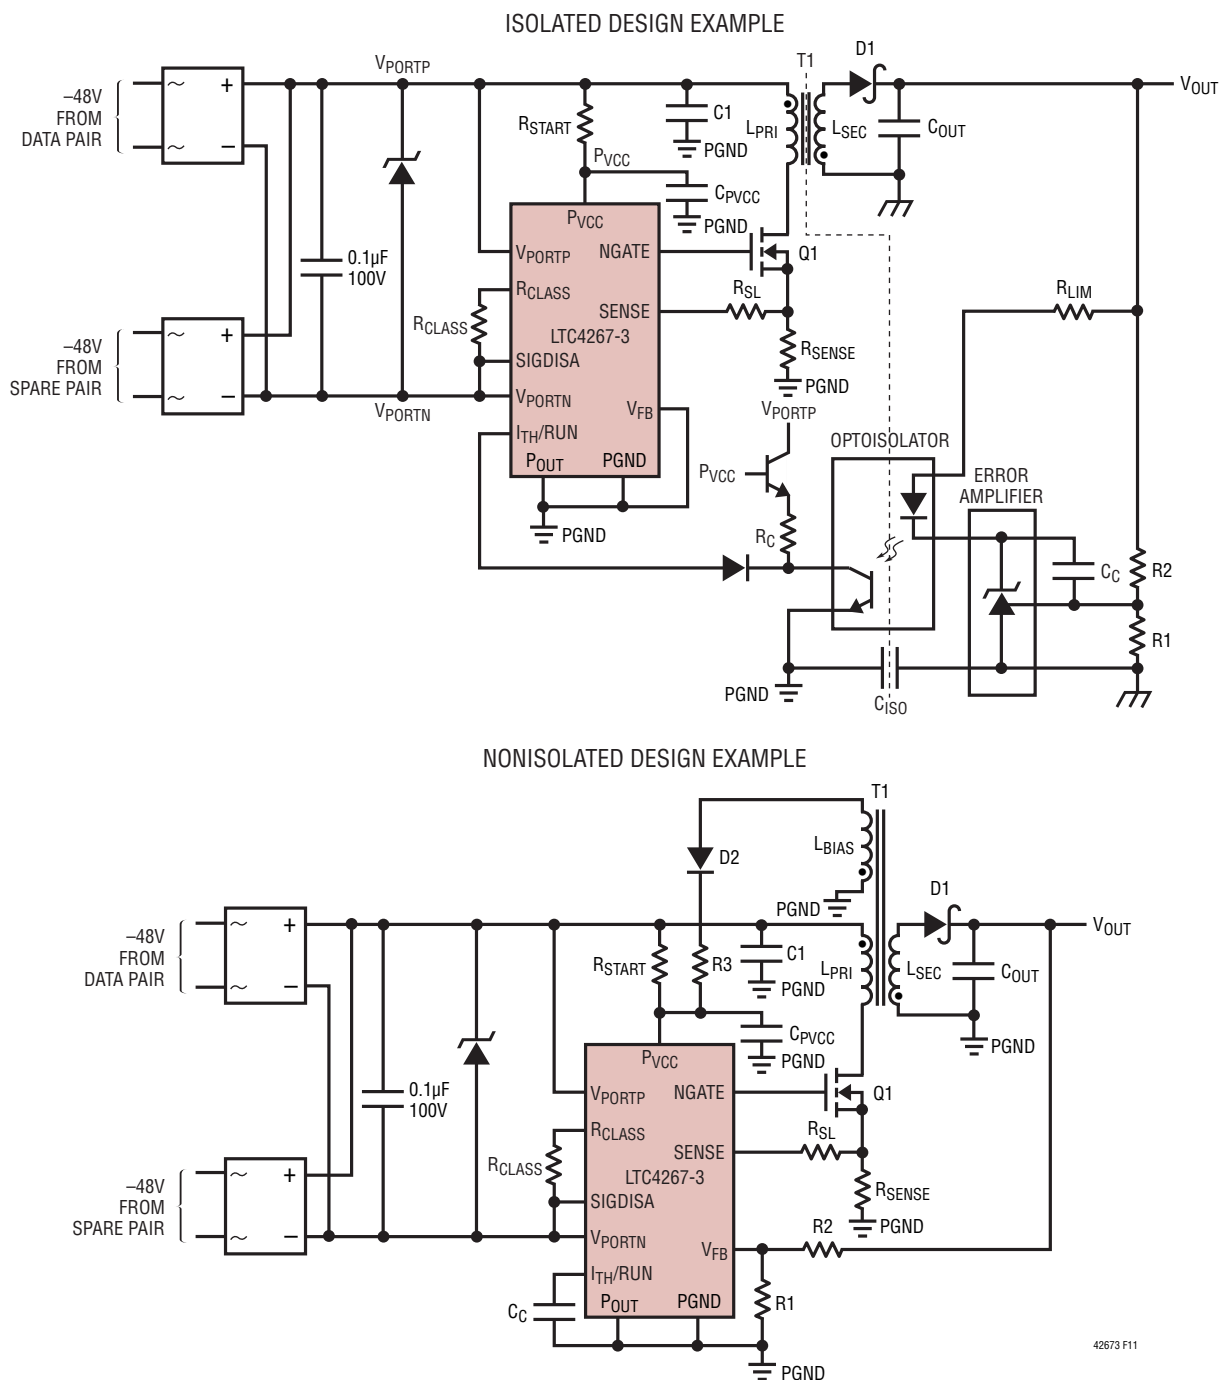 ISOLATED DESIGN EXAMPLE
–48V
FROM
DATA PAIR
~
~
+
–
VPORTP
RSTART
PVCC
C1
PGND
CPVCC
PGND
T1
LPRI
LSEC
D1
COUT
VOUT
0.1µF
100V
PVCC
VPORTP
NGATE
RCLASS
SENSE
LTC4267-3
SIGDISA
VPORTN
VFB
ITH/RUN
POUT
PGND
RCLASS
Q1
RSL
RSENSE
PGND
RLIM
–48V
FROM
SPARE PAIR
~
~
+
–
VPORTN
PGND
VPORTP
PVCC
RC
OPTOISOLATOR
ERROR
AMPLIFIER
CC
R2
R1
PGND
CISO
NONISOLATED DESIGN EXAMPLE
T1
LBIAS
D2
PGND
–48V
FROM
DATA PAIR
~
~
+
–
RSTART
R3
C1
PGND
LPRI
LSEC
D1
COUT
VOUT
PGND
CPVCC
PGND
0.1µF
100V
PVCC
VPORTP
NGATE
RCLASS
SENSE
LTC4267-3
SIGDISA
VPORTN
VFB
ITH/RUN
POUT
PGND
RCLASS
Q1
RSL
RSENSE
PGND
R2
–48V
FROM
SPARE PAIR
~
~
+
–
CC
R1
PGND
42673 F11